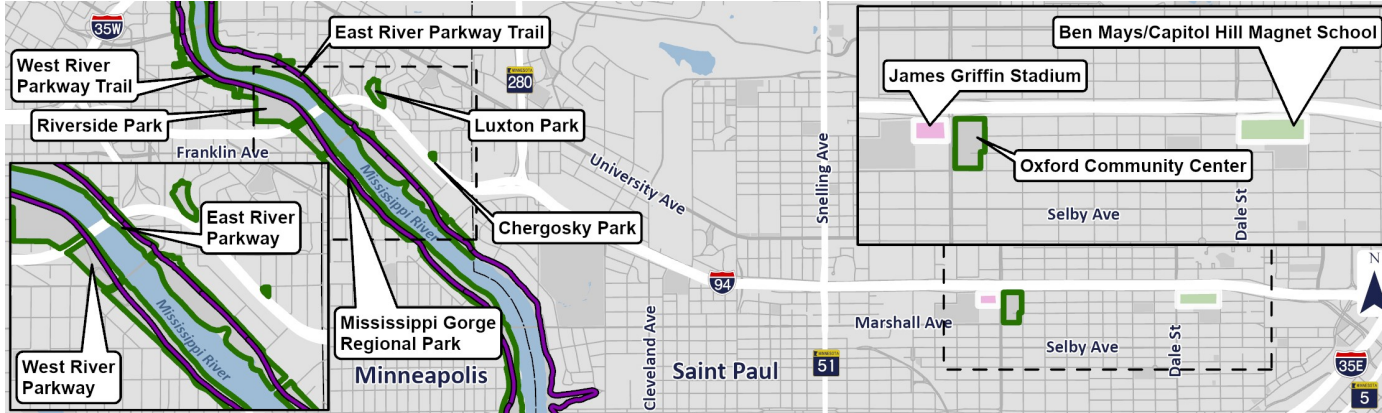 35W
East River Parkway Trail
West River
Parkway Trail
MINNESOTA
280
Riverside Park
Luxton Park
Franklin Ave
University Ave
Mississippi River
Chergosky Park
East River
Parkway
Mississippi River
West River
Parkway
Mississippi Gorge
Regional Park
Minneapolis
Cleveland Ave
Saint Paul
94
Snelling Ave
MINNESOTA
51
Marshall Ave
Selby Ave
Dale St
Ben Mays/Capitol Hill Magnet School
James Griffin Stadium
Oxford Community Center
Selby Ave
Dale St
N
35E
MINNESOTA
5